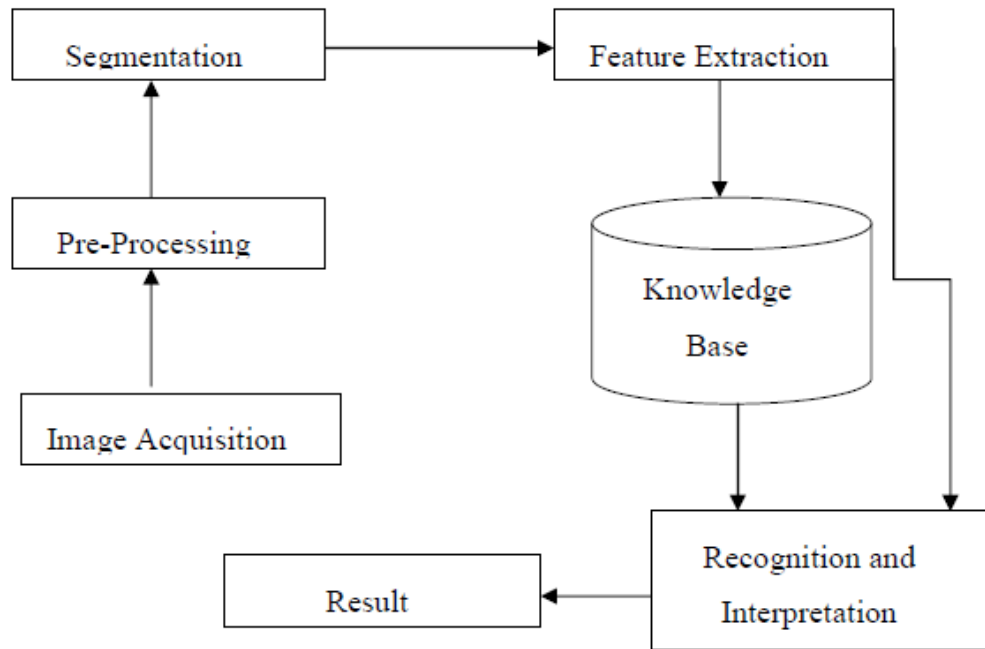 Segmentation
Feature Extraction
Pre-Processing
Knowledge
Base
Image Acquisition
Recognition and
Interpretation
Result